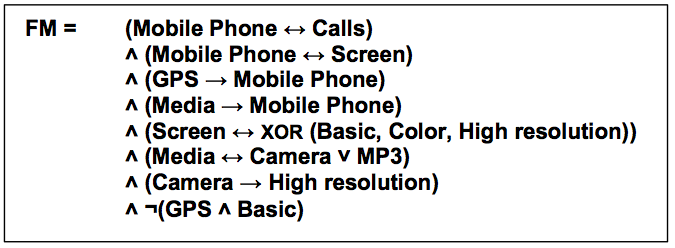 FM = (Mobile Phone ↔ Calls)
∧ (Mobile Phone ↔ Screen)
∧ (GPS → Mobile Phone)
∧ (Media → Mobile Phone)
∧ (Screen ↔ XOR (Basic, Color, High resolution))
∧ (Media ↔ Camera ∨ MP3)
∧ (Camera → High resolution)
∧ ¬(GPS ∧ Basic)